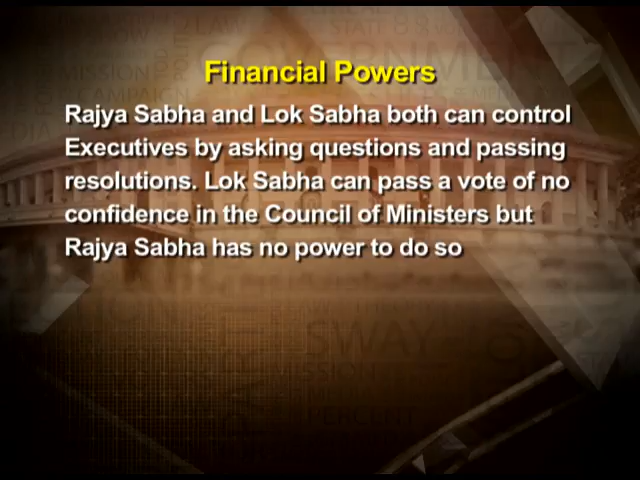 Financial Powers
Rajya Sabha and Lok Sabha both can control
Executives by asking questions and passing
resolutions. Lok Sabha can pass a vote of no
confidence in the Council of Ministers but
Rajya Sabha has no power to do so
SWAY
PERCENT